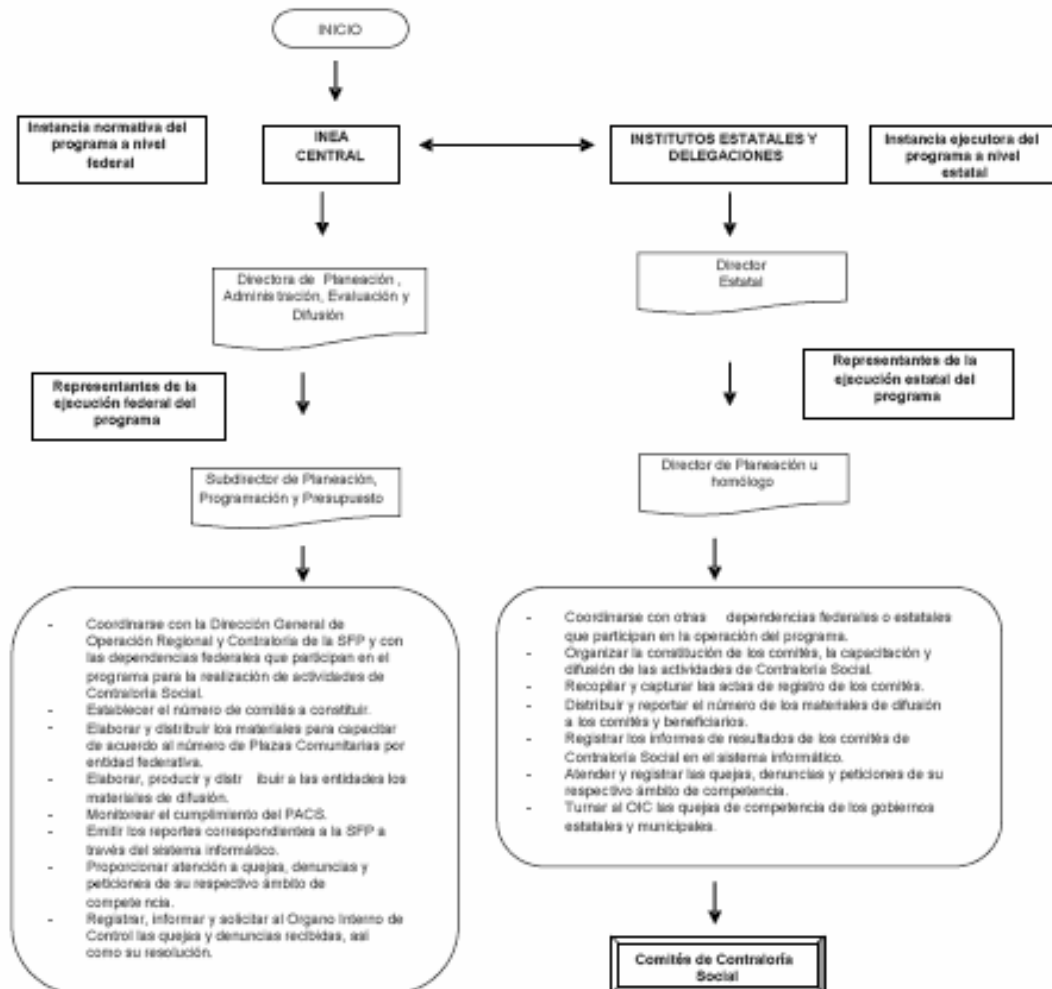 INICIO
Instancia normativa del
programa a nivel
federal
INEA
CENTRAL
INSTITUTOS ESTATALES Y
DELEGACIONES
Instancia ejecutora del
programa a nivel
estatal
Directora de Planeación ,
Administración, Evaluación y
Difusión
Director
Estatal
Representantes de la
ejecución federal del
programa
Representantes de la
ejecución estatal del
programa
Subdirector de Planeación,
Programación y Presupuesto
Director de Planeación u
homólogo
- Coordinarse con la Dirección General de
Operación Regional y Contraloría de la SFP y con
las dependencias federales que participan en el
programa para la realización de actividades de
Contraloría Social.
- Establecer el número de comités a constituir.
- Elaborar y distribuir los materiales para capacitar
de acuerdo al número de Plazas Comunitarias por
entidad federativa.
- Elaborar, producir y distr ibuir a las entidades los
materiales de difusión.
- Monitorear el cumplimiento del PACS.
- Emitir los reportes correspondientes a la SFP a
través del sistema informático.
- Proporcionar atención a quejas, denuncias y
peticiones de su respectivo ámbito de
compete ncia.
- Registrar, informar y solicitar al Órgano Interno de
Control las quejas y denuncias recibidas, así
como su resolución.
- Coordinarse con otras dependencias federales o estatales
que participan en la operación del programa.
- Organizar la constitución de los comités, la capacitación y
difusión de las actividades de Contraloría Social.
- Recopilar y capturar las actas de registro de los comités.
- Distribuir y reportar el número de los materiales de difusión
a los comités y beneficiarios.
- Registrar los informes de resultados de los comités de
Contraloría Social en el sistema informático.
- Atender y registrar las quejas, denuncias y peticiones de su
respectivo ámbito de competencia.
- Turnar al OIC las quejas de competencia de los gobiernos
estatales y municipales.
Comités de Contraloría
Social